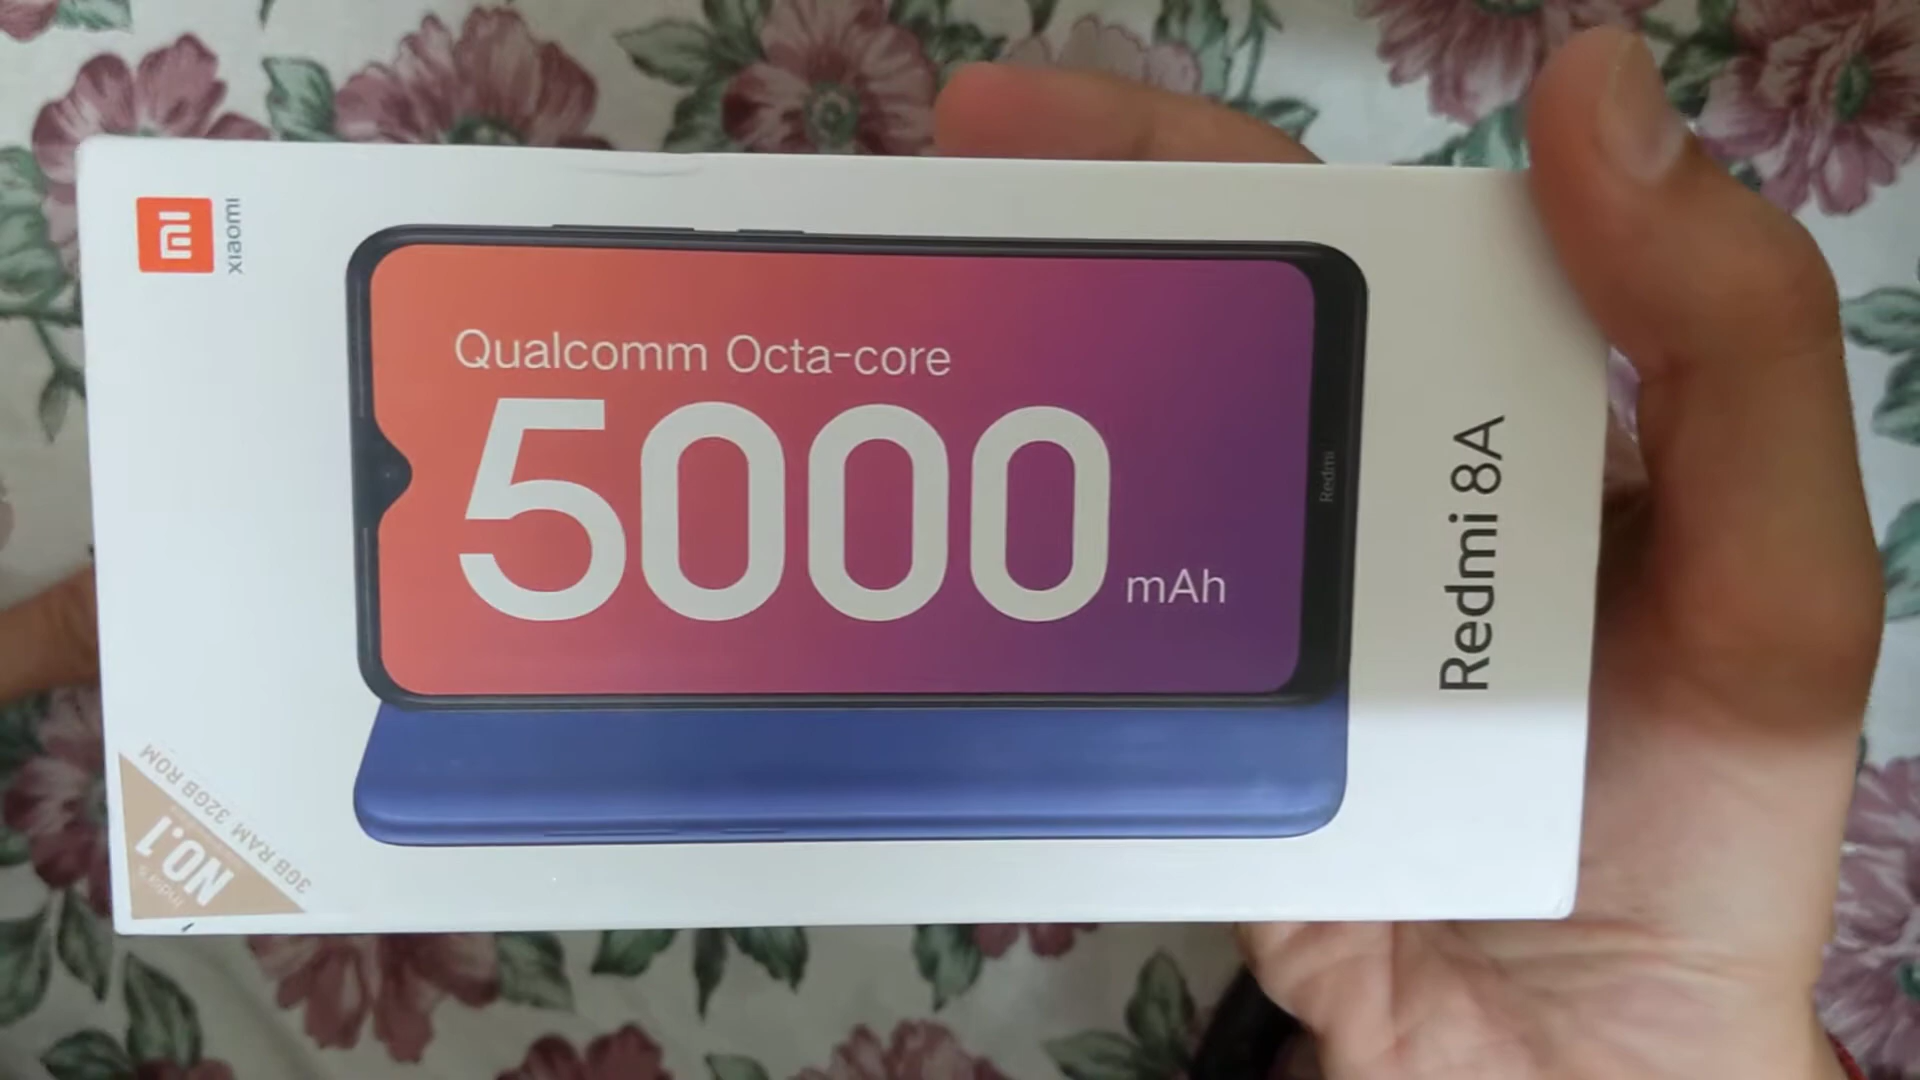 xiaomi
Qualcomm Octa-core
5000 mAh
Redmi
Redmi 8A
3GB RAM 32GB ROM
India's
NO.1